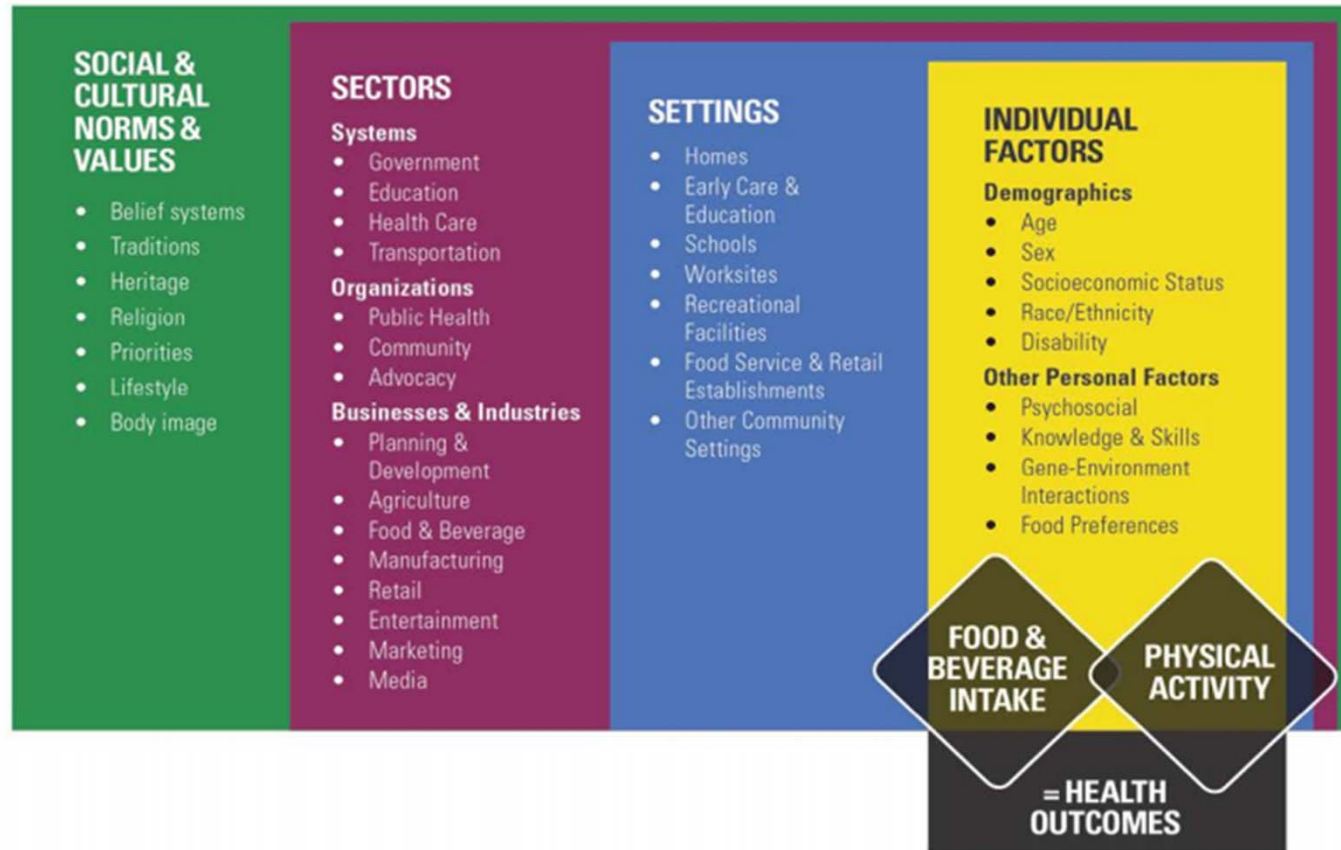 SOCIAL &
CULTURAL
NORMS &
VALUES
• Belief systems
• Traditions
• Heritage
• Religion
• Priorities
• Lifestyle
• Body image
SECTORS
Systems
• Government
• Education
• Health Care
• Transportation
Organizations
• Public Health
• Community
• Advocacy
Businesses & Industries
• Planning &
Development
• Agriculture
• Food & Beverage
• Manufacturing
• Retail
• Entertainment
• Marketing
• Media
SETTINGS
• Homes
• Early Care &
Education
• Schools
• Worksites
• Recreational
Facilities
• Food Service & Retail
Establishments
• Other Community
Settings
INDIVIDUAL
FACTORS
Demographics
• Age
• Sex
• Socioeconomic Status
• Race/Ethnicity
• Disability
Other Personal Factors
• Psychosocial
• Knowledge & Skills
• Gene-Environment
Interactions
• Food Preferences
FOOD &
BEVERAGE
INTAKE
PHYSICAL
ACTIVITY
= HEALTH
OUTCOMES